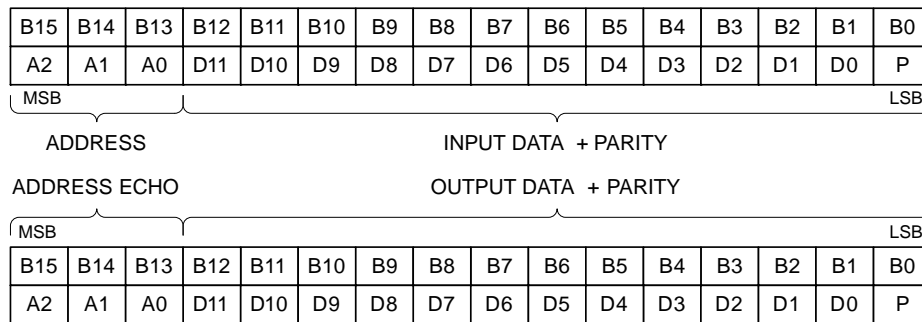 B15 B14 B13 B12 B11 B10 B9 B8 B7 B6 B5 B4 B3 B2 B1 B0
A2 A1 A0 D11 D10 D9 D8 D7 D6 D5 D4 D3 D2 D1 D0 P
MSB LSB
ADDRESS INPUT DATA + PARITY
ADDRESS ECHO OUTPUT DATA + PARITY
MSB LSB
B15 B14 B13 B12 B11 B10 B9 B8 B7 B6 B5 B4 B3 B2 B1 B0
A2 A1 A0 D11 D10 D9 D8 D7 D6 D5 D4 D3 D2 D1 D0 P